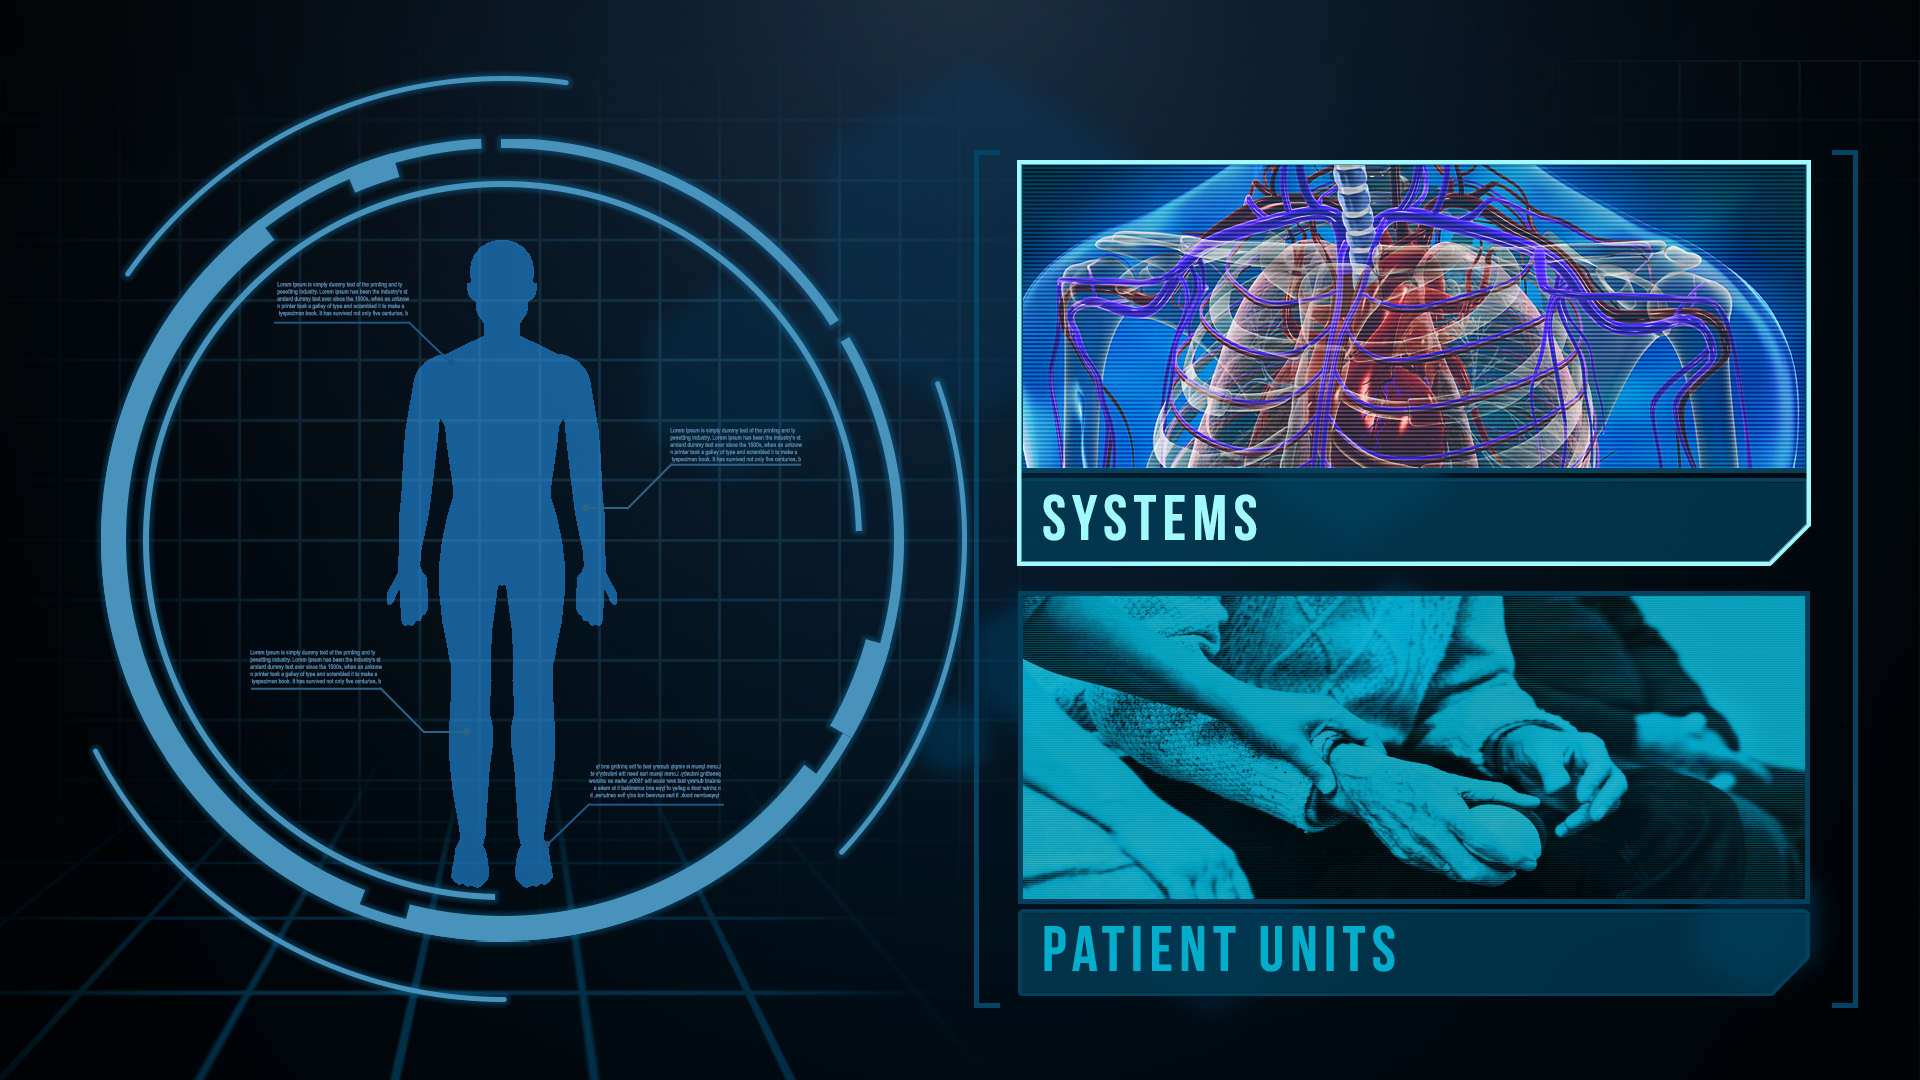 Lorem Ipsum is simply dummy text of the printing and ty
pesetting industry. Lorem Ipsum has been the industry's st
andard dummy text ever since the 1500s, when an unknow
n printer took a galley of type and scrambled it to make a
typespecimen book. It has survived not only five centuries, b
Lorem Ipsum is simply dummy text of the printing and ty
pesetting industry. Lorem Ipsum has been the industry's st
andard dummy text ever since the 1500s, when an unknow
n printer took a galley of type and scrambled it to make a
typespecimen book. It has survived not only five centuries, b
Lorem Ipsum is simply dummy text of the printing and ty
pesetting industry. Lorem Ipsum has been the industry's st
andard dummy text ever since the 1500s, when an unknow
n printer took a galley of type and scrambled it to make a
typespecimen book. It has survived not only five centuries, b
SYSTEMS
PATIENT UNITS